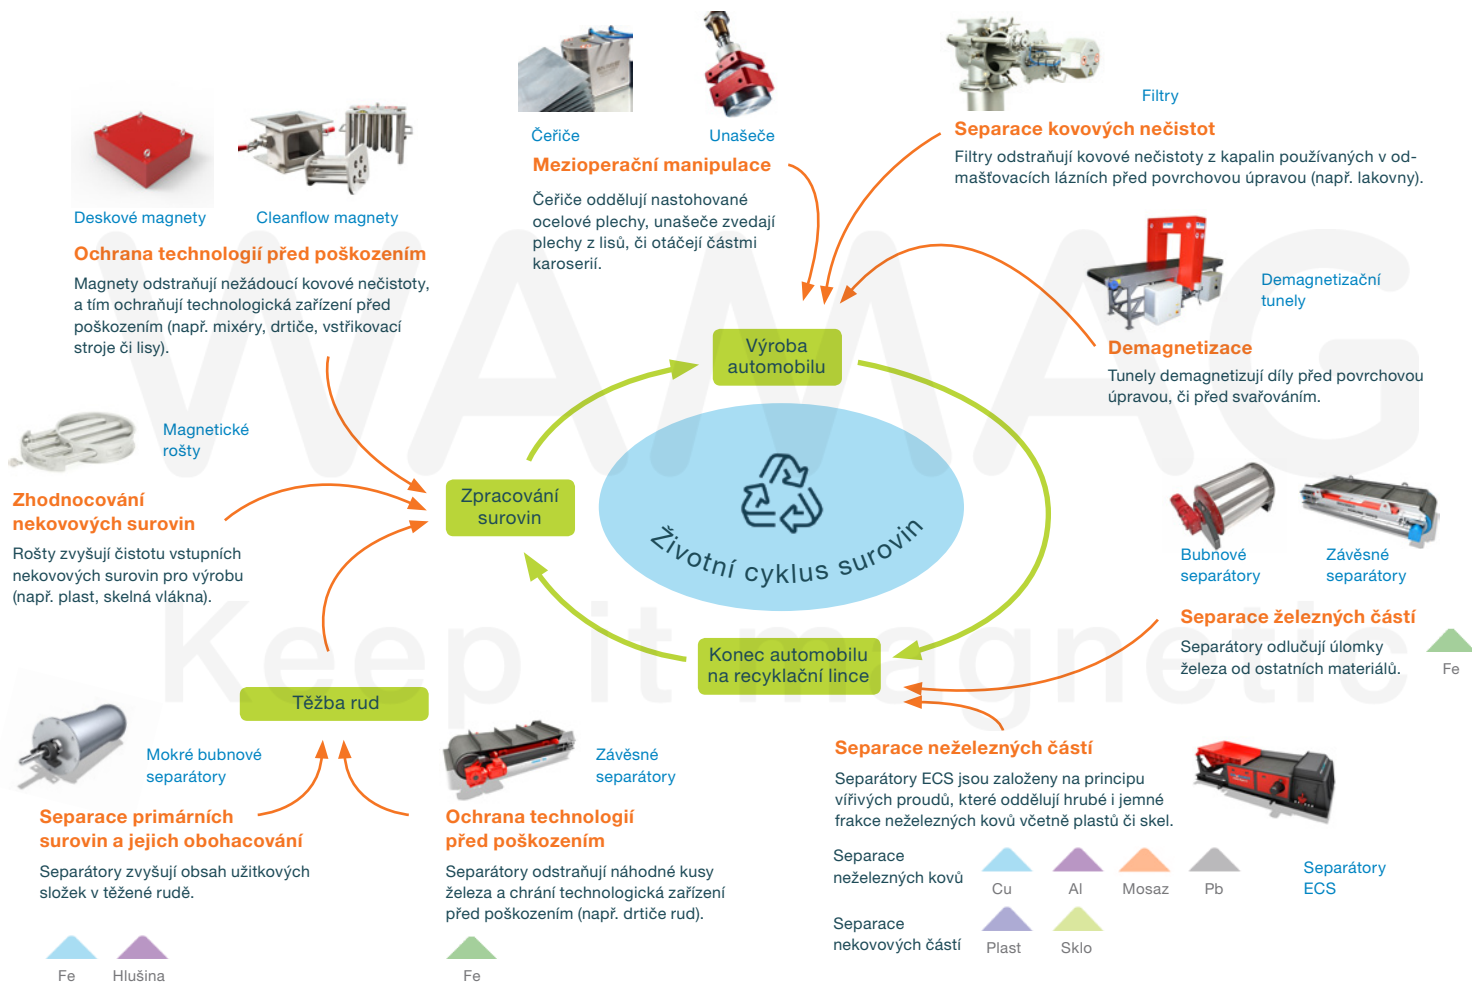 WAMAG
Keep it magnetic
Deskové magnety
Cleanflow magnety
Ochrana technologií před poškozením
Magnety odstraňují nežádoucí kovové nečistoty,
a tím ochraňují technologická zařízení před
poškozením (např. mixéry, drtiče, vstřikovací
stroje či lisy).
Čeřiče
Unašeče
Mezioperační manipulace
Čeřiče oddělují nastohované
ocelové plechy, unašeče zvedají
plechy z lisů, či otáčejí částmi
karoserií.
Filtry
Separace kovových nečistot
Filtry odstraňují kovové nečistoty z kapalin používaných v od-
mašťovacích lázních před povrchovou úpravou (např. lakovny).
Demagnetizační
tunely
Demagnetizace
Tunely demagnetizují díly před povrchovou
úpravou, či před svařováním.
Výroba
automobilu
Magnetické
rošty
Zhodnocování
nekovových surovin
Rošty zvyšují čistotu vstupních
nekovových surovin pro výrobu
(např. plast, skelná vlákna).
Zpracování
surovin
Životní cyklus surovin
Bubnové
separátory
Závěsné
separátory
Separace železných částí
Separátory odlučují úlomky
železa od ostatních materiálů.
Fe
Konec automobilu
na recyklační lince
Těžba rud
Mokré bubnové
separátory
Separace primárních
surovin a jejich obohacování
Separátory zvyšují obsah užitkových
složek v těžené rudě.
Fe
Hlušina
Závěsné
separátory
Ochrana technologií
před poškozením
Separátory odstraňují náhodné kusy
železa a chrání technologická zařízení
před poškozením (např. drtiče rud).
Fe
Separace neželezných částí
Separátory ECS jsou založeny na principu
vířivých proudů, které oddělují hrubé i jemné
frakce neželezných kovů včetně plastů či skel.
Separace
neželezných kovů
Cu
Al
Mosaz
Pb
Separátory
ECS
Separace
nekovových částí
Plast
Sklo